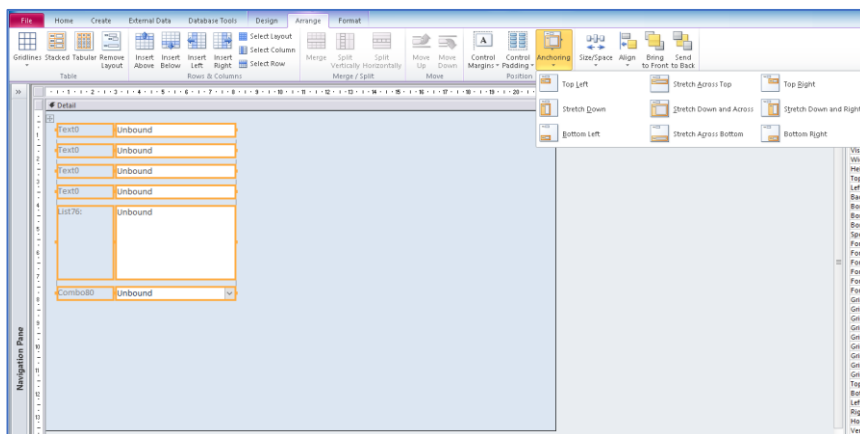 File Home Create External Data Database Tools Design Arrange Format
Gridlines Stacked Tabular Remove Layout
Insert Above Insert Below Insert Left Insert Right
Select Layout
Select Column
Select Row
Merge Split Vertically Split Horizontally
Move Up Move Down
Control Margins Control Padding Anchoring
Size/Space Align Bring to Front Send to Back
Table Rows & Columns Merge / Split Move Position
Top Left Stretch Across Top Top Right
Stretch Down Stretch Down and Across Stretch Down and Right
Bottom Left Stretch Across Bottom Bottom Right
Detail
Text0 Unbound
Text0 Unbound
Text0 Unbound
Text0 Unbound
List76: Unbound
Combo80 Unbound
Navigation Pane